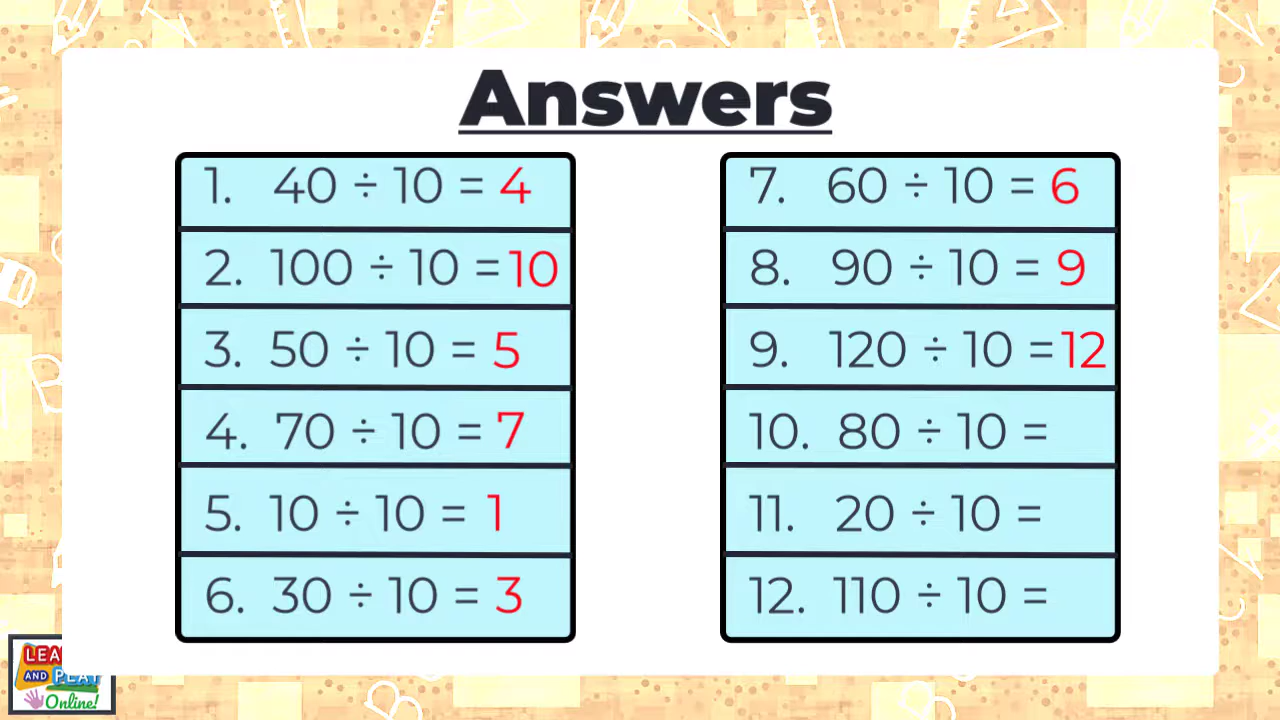 Answers
1. 40 ÷ 10 = 4
2. 100 ÷ 10 = 10
3. 50 ÷ 10 = 5
4. 70 ÷ 10 = 7
5. 10 ÷ 10 = 1
6. 30 ÷ 10 = 3
7. 60 ÷ 10 = 6
8. 90 ÷ 10 = 9
9. 120 ÷ 10 = 12
10. 80 ÷ 10 =
11. 20 ÷ 10 =
12. 110 ÷ 10 =
AND
Online!